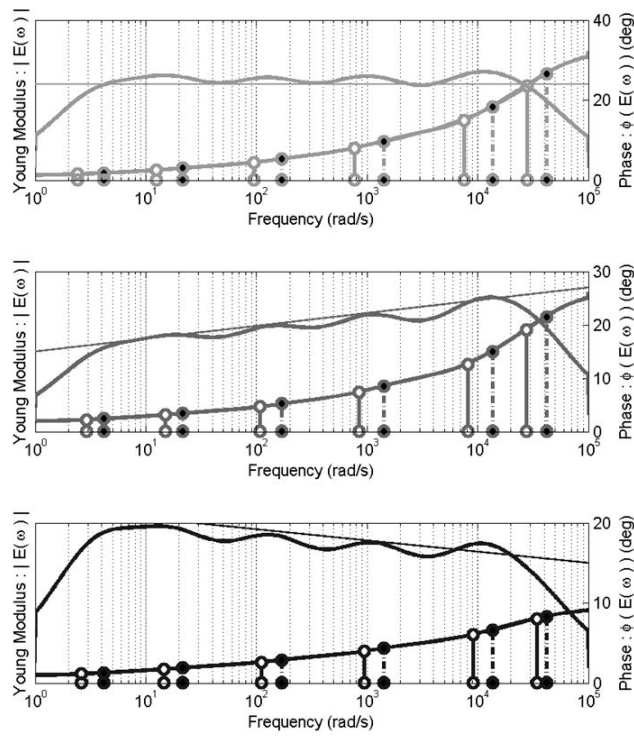 Young Modulus : | E(ω) |
40
20
0
Phase : ϕ ( E(ω) ) (deg)
10^0 10^1 10^2 10^3 10^4 10^5
Frequency (rad/s)
Young Modulus : | E(ω) |
30
20
10
0
Phase : ϕ ( E(ω) ) (deg)
10^0 10^1 10^2 10^3 10^4 10^5
Frequency (rad/s)
Young Modulus : | E(ω) |
20
10
0
Phase : ϕ ( E(ω) ) (deg)
10^0 10^1 10^2 10^3 10^4 10^5
Frequency (rad/s)